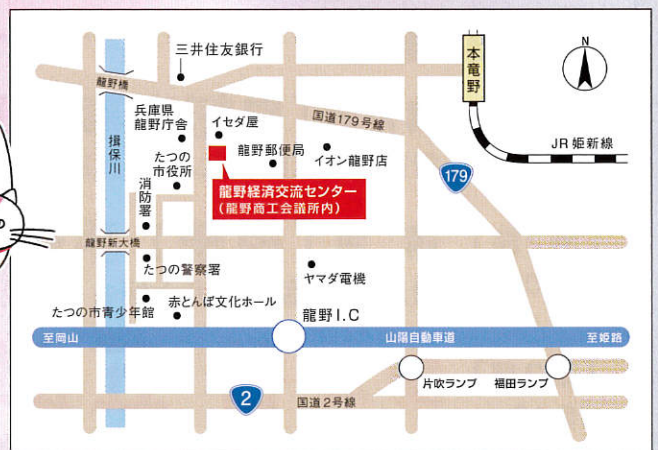 三井住友銀行
N
本竜野
龍野橋
兵庫県
龍野庁舎
イセダ屋
国道179号線
JR姫新線
揖保川
龍野郵便局
イオン龍野店
たつの
市役所
179
消防署
龍野経済交流センター
(龍野商工会議所内)
龍野新大橋
たつの警察署
ヤマダ電機
たつの市青少年館
赤とんぼ文化ホール
龍野I.C
至岡山
山陽自動車道
至姫路
片吹ランプ
福田ランプ
2
国道2号線